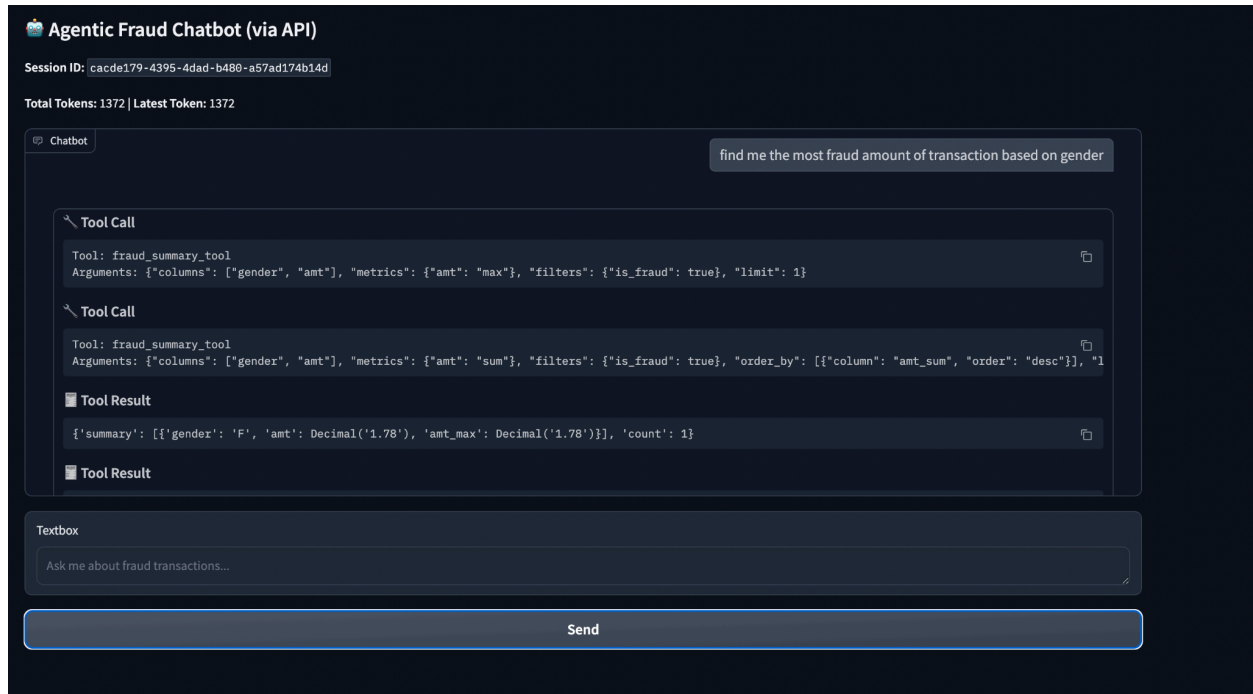 🤖 Agentic Fraud Chatbot (via API)
Session ID: cacde179-4395-4dad-b480-a57ad174b14d
Total Tokens: 1372 | Latest Token: 1372
Chatbot
find me the most fraud amount of transaction based on gender
🔧 Tool Call
Tool: fraud_summary_tool
Arguments: {"columns": ["gender", "amt"], "metrics": {"amt": "max"}, "filters": {"is_fraud": true}, "limit": 1}
🔧 Tool Call
Tool: fraud_summary_tool
Arguments: {"columns": ["gender", "amt"], "metrics": {"amt": "sum"}, "filters": {"is_fraud": true}, "order_by": [{"column": "amt_sum", "order": "desc"}], "l
🧾 Tool Result
{'summary': [{'gender': 'F', 'amt': Decimal('1.78'), 'amt_max': Decimal('1.78')}], 'count': 1}
🧾 Tool Result
Textbox
Ask me about fraud transactions...
Send